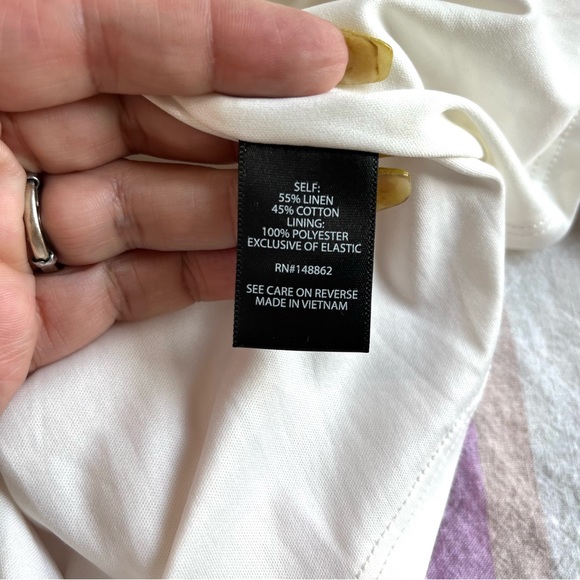 SELF:
55% LINEN
45% COTTON
LINING:
100% POLYESTER
EXCLUSIVE OF ELASTIC
RN#148862
SEE CARE ON REVERSE
MADE IN VIETNAM